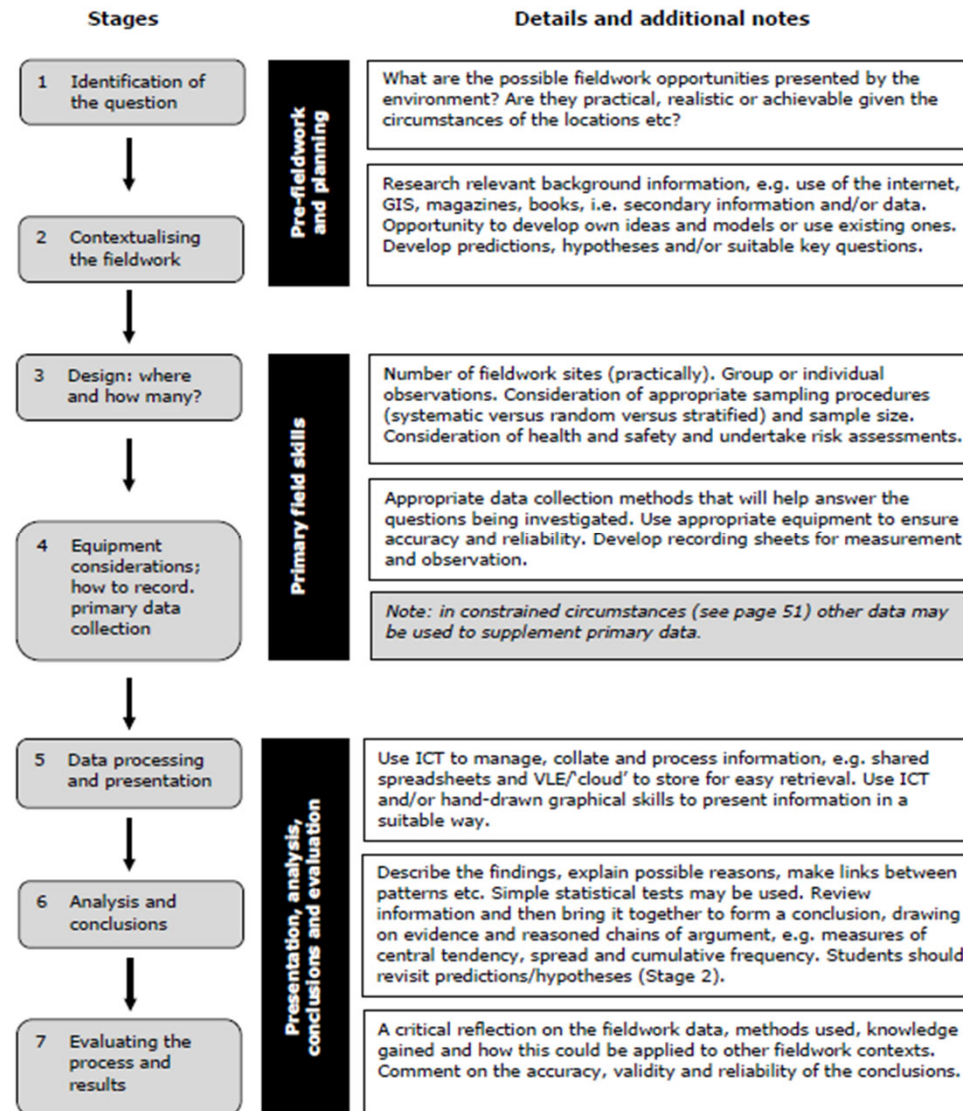 Stages
Details and additional notes
1 Identification of
the question
Pre-fieldwork
and planning
What are the possible fieldwork opportunities presented by the
environment? Are they practical, realistic or achievable given the
circumstances of the locations etc?
2 Contextualising
the fieldwork
Research relevant background information, e.g. use of the internet,
GIS, magazines, books, i.e. secondary information and/or data.
Opportunity to develop own ideas and models or use existing ones.
Develop predictions, hypotheses and/or suitable key questions.
3 Design: where
and how many?
Primary field skills
Number of fieldwork sites (practically). Group or individual
observations. Consideration of appropriate sampling procedures
(systematic versus random versus stratified) and sample size.
Consideration of health and safety and undertake risk assessments.
4 Equipment
considerations;
how to record.
primary data
collection
Appropriate data collection methods that will help answer the
questions being investigated. Use appropriate equipment to ensure
accuracy and reliability. Develop recording sheets for measurement
and observation.
Note: in constrained circumstances (see page 51) other data may
be used to supplement primary data.
5 Data processing
and presentation
Presentation, analysis,
conclusions and evaluation
Use ICT to manage, collate and process information, e.g. shared
spreadsheets and VLE/‘cloud’ to store for easy retrieval. Use ICT
and/or hand-drawn graphical skills to present information in a
suitable way.
6 Analysis and
conclusions
Describe the findings, explain possible reasons, make links between
patterns etc. Simple statistical tests may be used. Review
information and then bring it together to form a conclusion, drawing
on evidence and reasoned chains of argument, e.g. measures of
central tendency, spread and cumulative frequency. Students should
revisit predictions/hypotheses (Stage 2).
7 Evaluating the
process and
results
A critical reflection on the fieldwork data, methods used, knowledge
gained and how this could be applied to other fieldwork contexts.
Comment on the accuracy, validity and reliability of the conclusions.